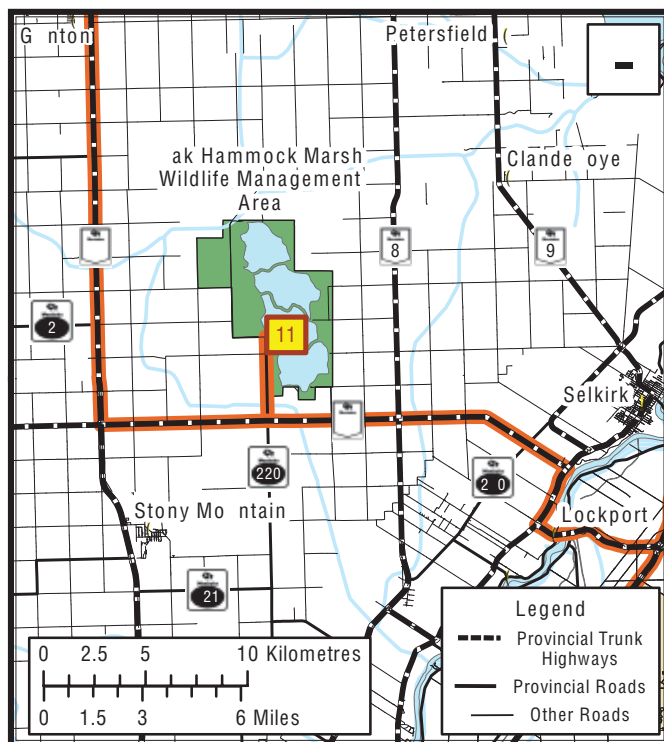 G nton
Petersfield
-
ak Hammock Marsh
Wildlife Management
Area
Clande oye
8
9
2
11
Selkirk
220
2 0
Stony Mo ntain
Lockport
21
Legend
Provincial Trunk
Highways
Provincial Roads
Other Roads
0 2.5 5 10 Kilometres
0 1.5 3 6 Miles